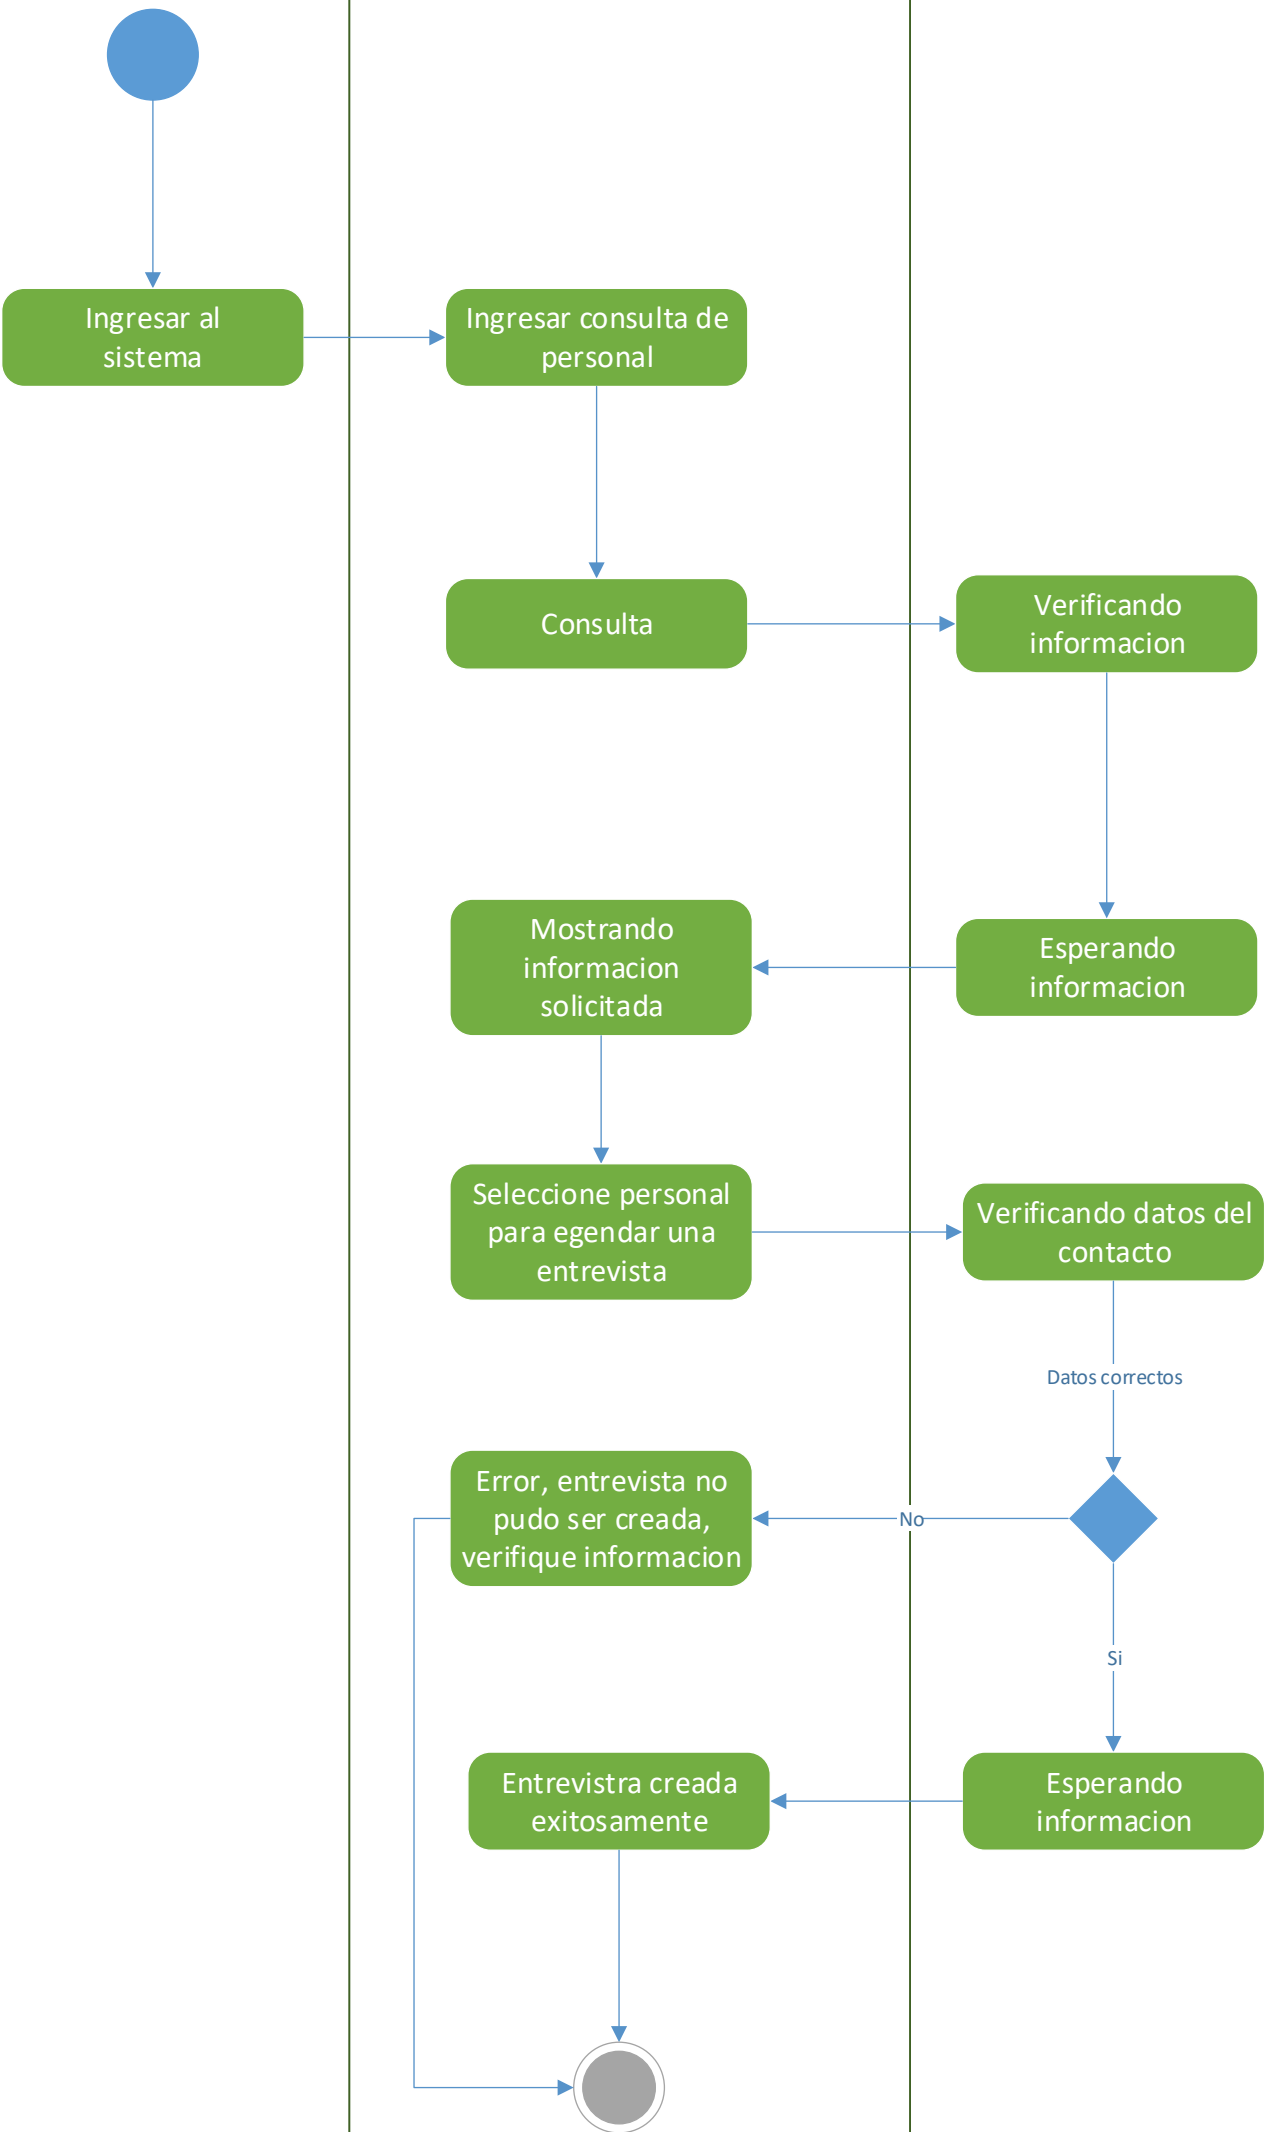 Ingresar al
sistema
Ingresar consulta de
personal
Consulta
Verificando
informacion
Mostrando
informacion
solicitada
Esperando
informacion
Seleccione personal
para egendar una
entrevista
Verificando datos del
contacto
Datos correctos
Error, entrevista no
pudo ser creada,
verifique informacion
No
Si
Entrevistra creada
exitosamente
Esperando
informacion